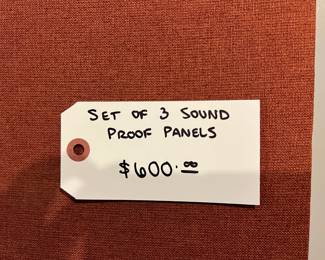 SET OF 3 SOUND
PROOF PANELS
$600.00